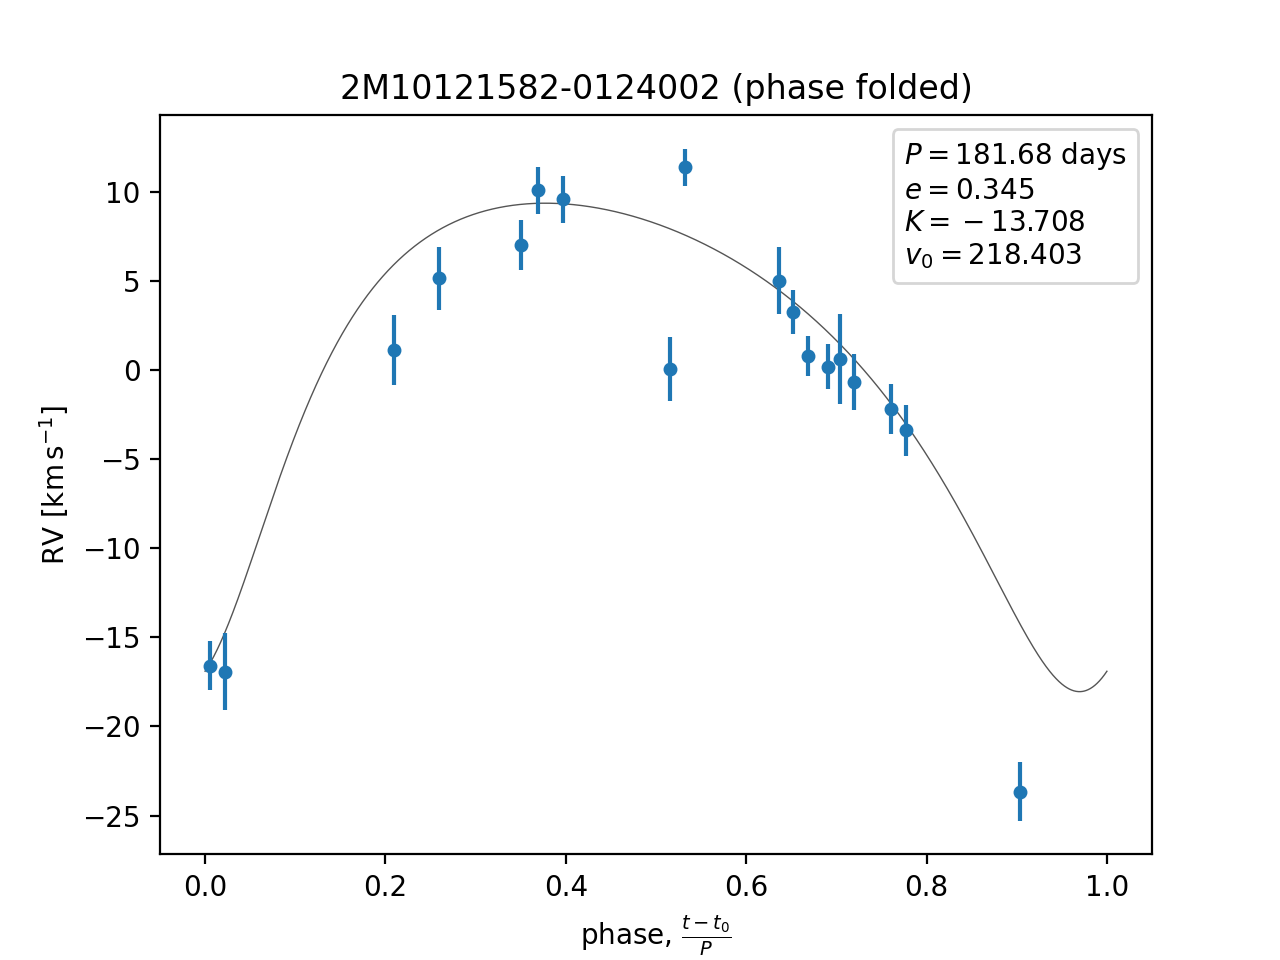 2M10121582-0124002 (phase folded)
P = 181.68 days
e = 0.345
K = −13.708
v₀ = 218.403
10
5
0
−5
−10
−15
−20
−25
RV [km s⁻¹]
0.0 0.2 0.4 0.6 0.8 1.0
phase, (t − t₀)/P